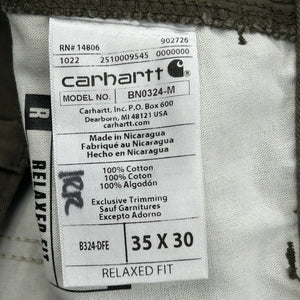 RN# 14806 902726
1022 2S10009545 0000000
carhartt
MODEL NO. BN0324-M
Carhartt, Inc. P.O. Box 600
Dearborn, MI 48121 USA
carhartt.com
Made in Nicaragua
Fabriqué au Nicaragua
Hecho en Nicaragua
100% Cotton
100% Coton
100% Algodón
Exclusive Trimming
Sauf Garnitures
Excepto Adorno
B324-DFE 35 X 30
RELAXED FIT
R
RELAXED FIT